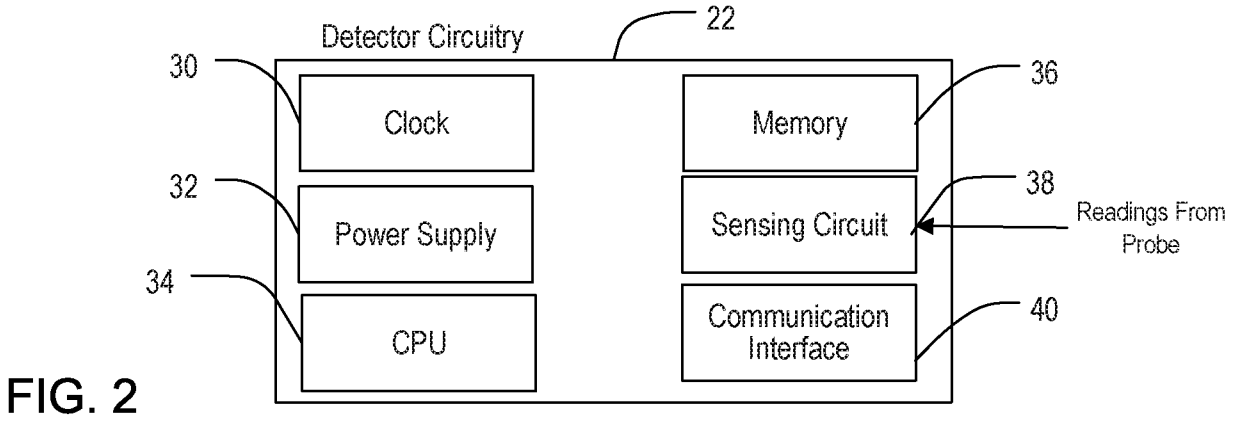 22
Detector Circuitry
30
Clock
Memory
36
32
Power Supply
Sensing Circuit
38
Readings From
Probe
34
CPU
Communication
Interface
40
FIG. 2